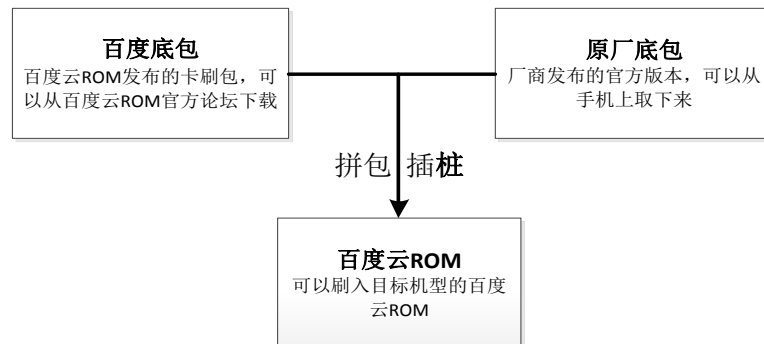 百度底包
百度云ROM发布的卡刷包，可
以从百度云ROM官方论坛下载
原厂底包
厂商发布的官方版本，可以从
手机上取下来
拼包 插桩
百度云ROM
可以刷入目标机型的百度
云ROM